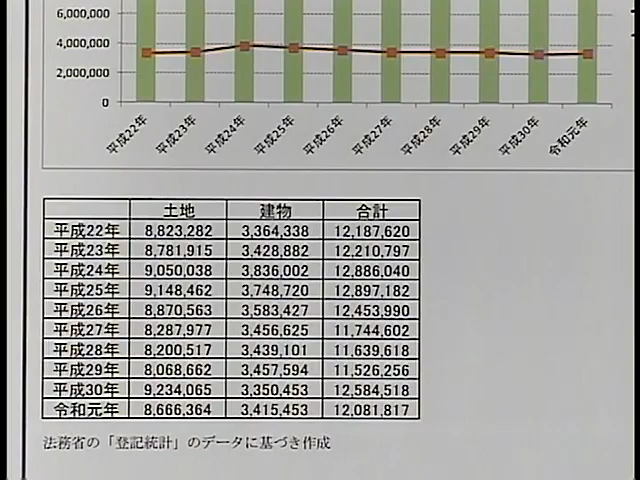 6,000,000
4,000,000
2,000,000
0
平成22年 平成23年 平成24年 平成25年 平成26年 平成27年 平成28年 平成29年 平成30年 令和元年
土地 建物 合計
平成22年 8,823,282 3,364,338 12,187,620
平成23年 8,781,915 3,428,882 12,210,797
平成24年 9,050,038 3,836,002 12,886,040
平成25年 9,148,462 3,748,720 12,897,182
平成26年 8,870,563 3,583,427 12,453,990
平成27年 8,287,977 3,456,625 11,744,602
平成28年 8,200,517 3,439,101 11,639,618
平成29年 8,068,662 3,457,594 11,526,256
平成30年 9,234,065 3,350,453 12,584,518
令和元年 8,666,364 3,415,453 12,081,817
法務省の「登記統計」のデータに基づき作成